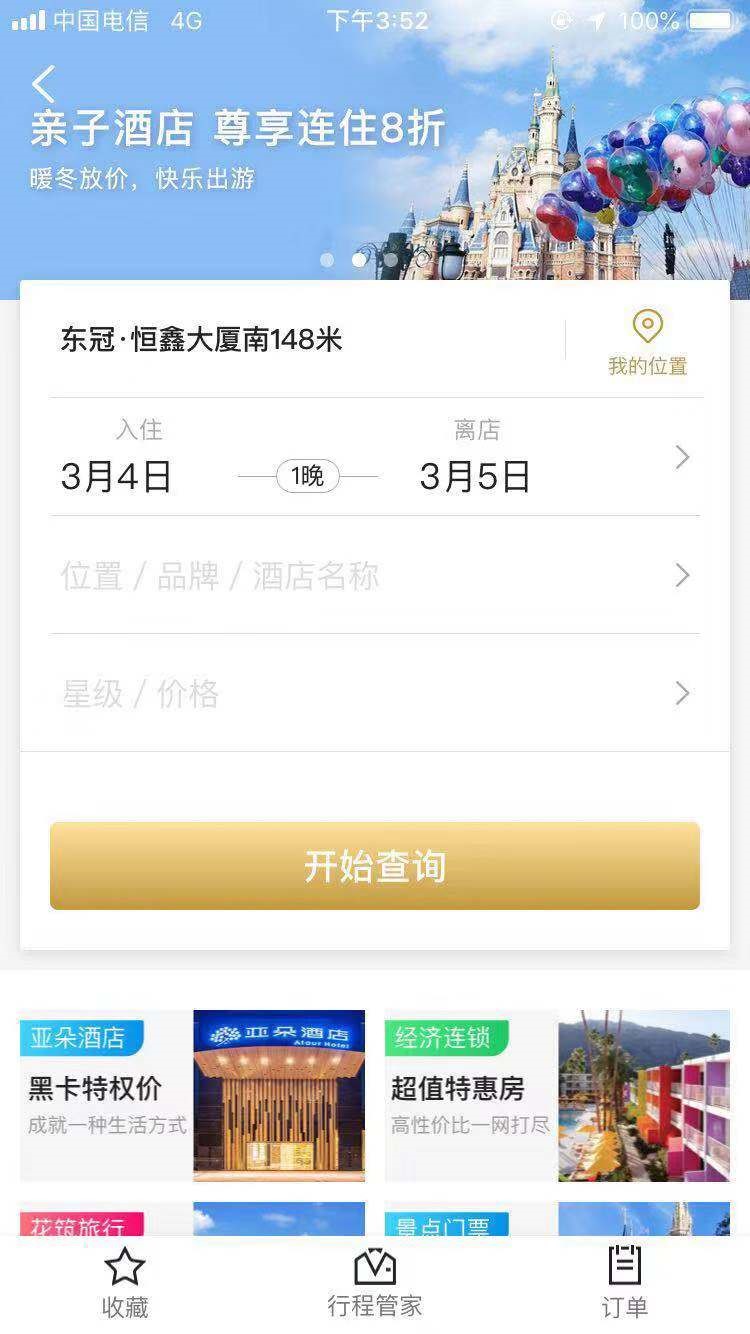 中国电信 4G 下午3:52 100%
亲子酒店 尊享连住8折
暖冬放价，快乐出游
东冠·恒鑫大厦南148米
我的位置
入住 离店
3月4日 1晚 3月5日
位置 / 品牌 / 酒店名称
星级 / 价格
开始查询
亚朵酒店
黑卡特权价
成就一种生活方式
亚朵酒店
Atour Hotel
经济连锁
超值特惠房
高性价比一网打尽
花筑旅行
景点门票
收藏 行程管家 订单